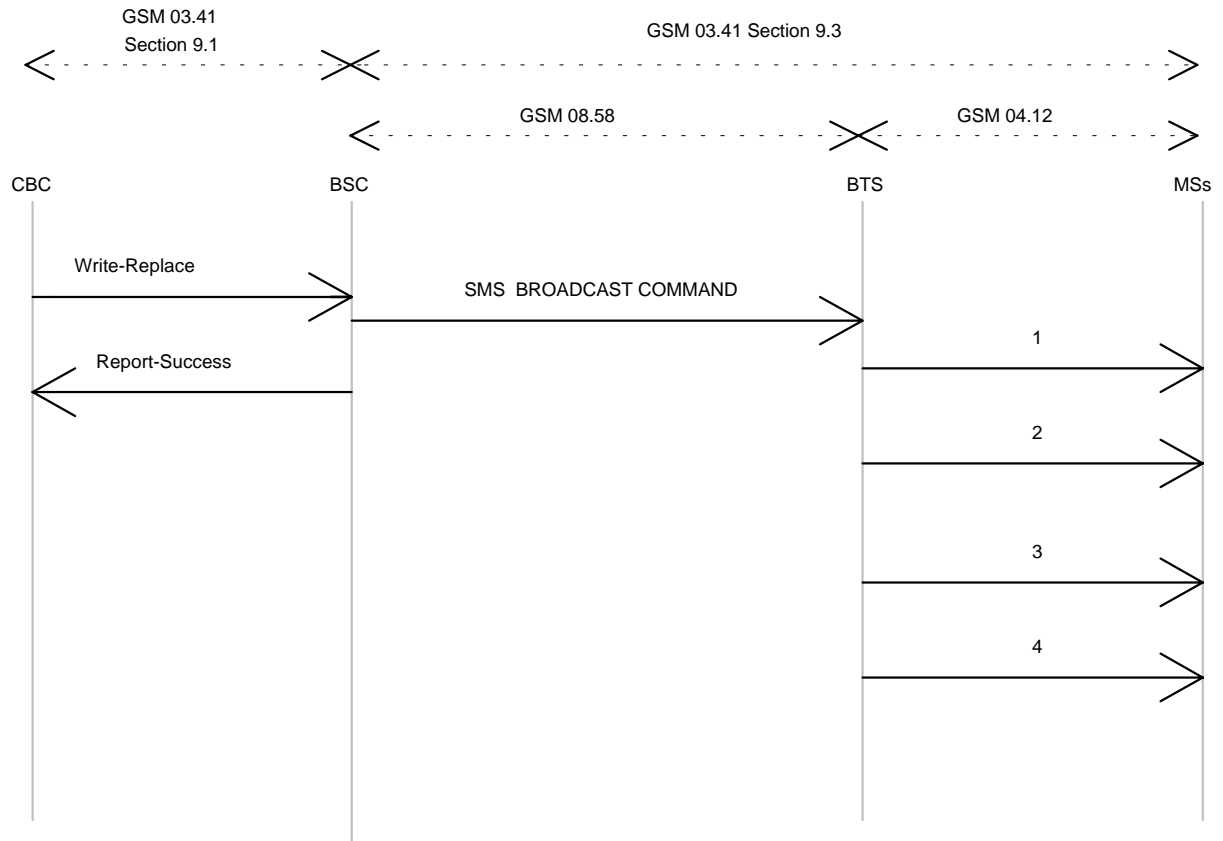 GSM 03.41
Section 9.1
GSM 03.41 Section 9.3
GSM 08.58
GSM 04.12
CBC
BSC
BTS
MSs
Write-Replace
SMS BROADCAST COMMAND
1
Report-Success
2
3
4